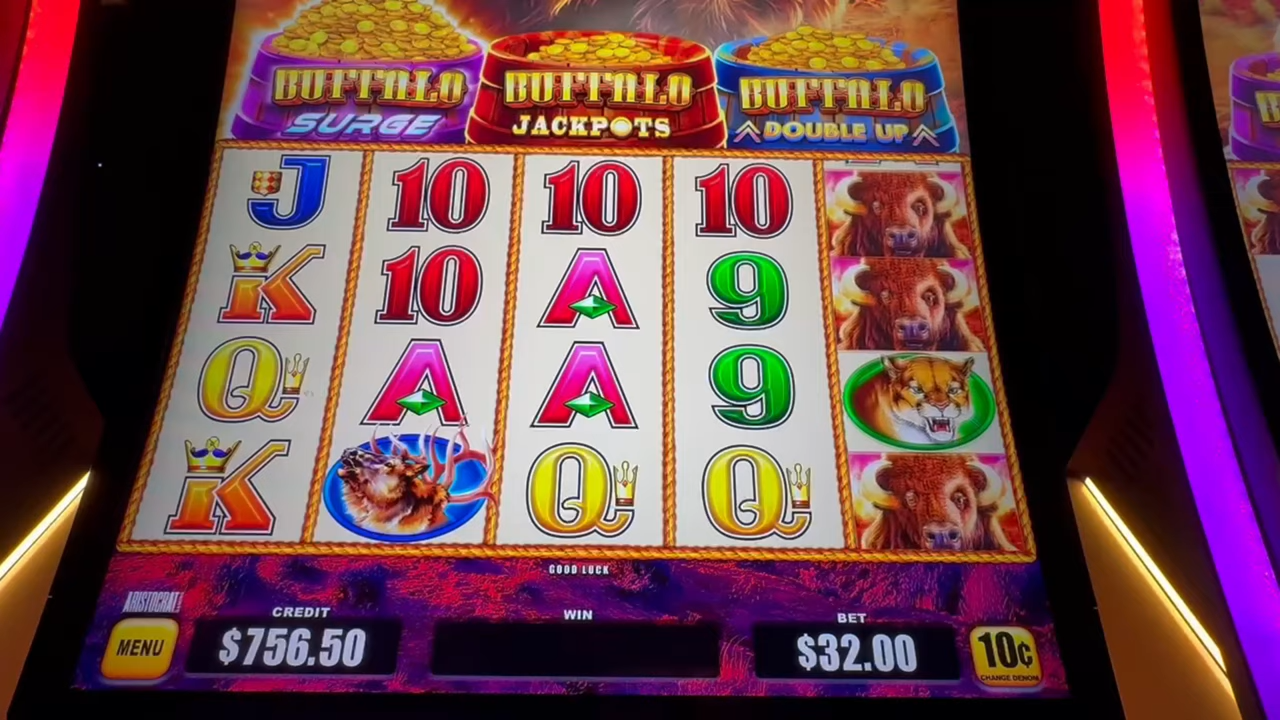 BUFFALO BUFFALO BUFFALO
SURGE JACKPOTS DOUBLE UP
J 10 10 10
K 10 A 9
Q A A 9
K Q Q
GOOD LUCK
ARISTOCRAT
CREDIT WIN BET
MENU $756.50 $32.00 10¢
CHANGE DENOM